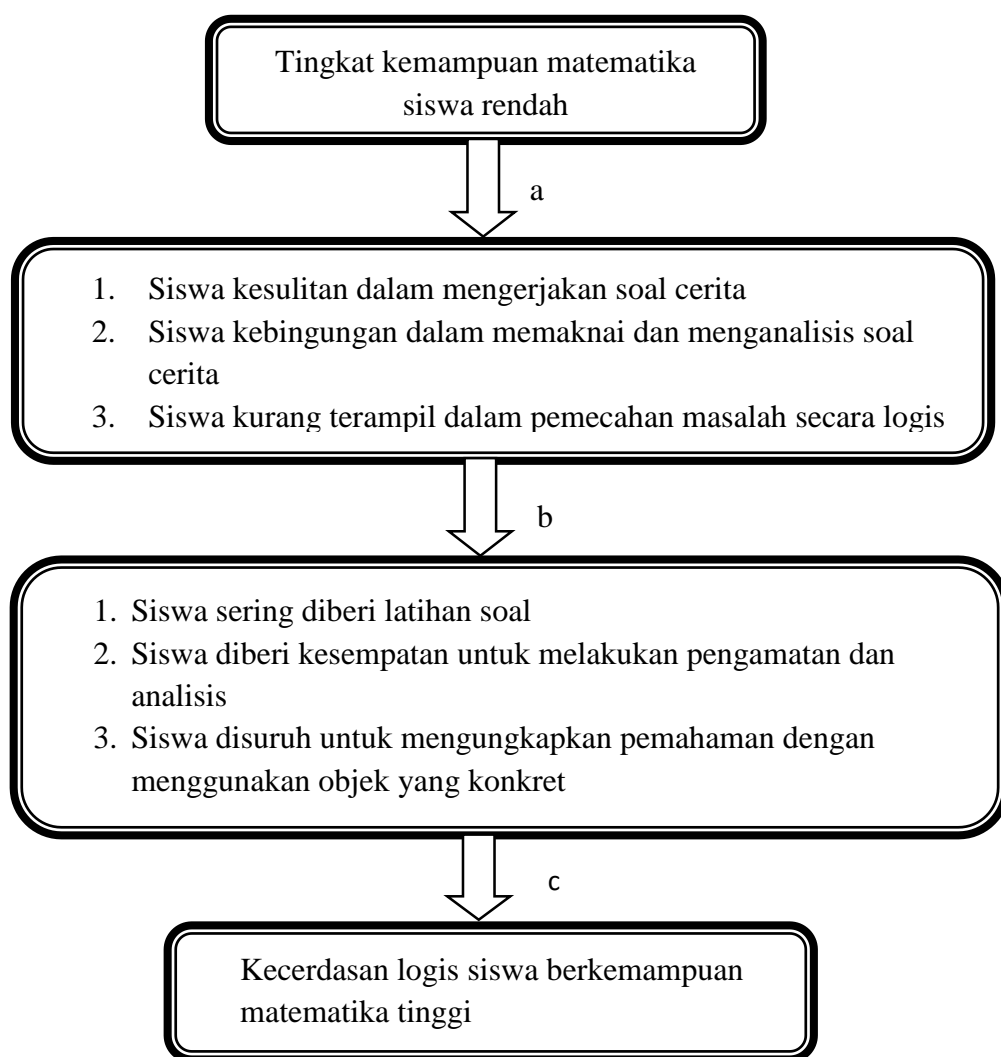 Tingkat kemampuan matematika
siswa rendah
a
1. Siswa kesulitan dalam mengerjakan soal cerita
2. Siswa kebingungan dalam memaknai dan menganalisis soal
cerita
3. Siswa kurang terampil dalam pemecahan masalah secara logis
b
1. Siswa sering diberi latihan soal
2. Siswa diberi kesempatan untuk melakukan pengamatan dan
analisis
3. Siswa disuruh untuk mengungkapkan pemahaman dengan
menggunakan objek yang konkret
c
Kecerdasan logis siswa berkemampuan
matematika tinggi